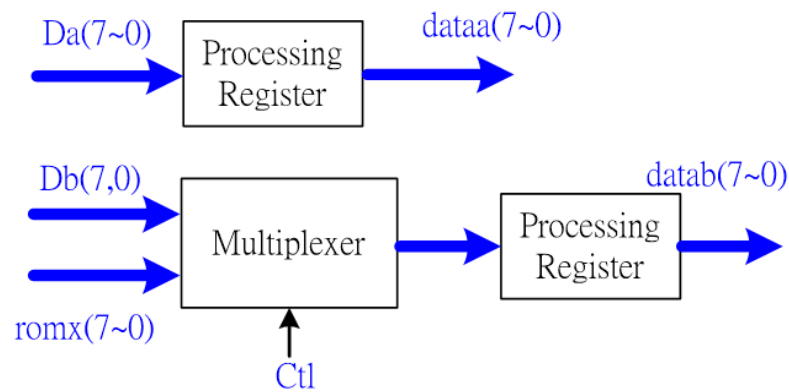 Da(7~0)
Processing
Register
dataa(7~0)
Db(7,0)
romx(7~0)
Multiplexer
Ctl
Processing
Register
datab(7~0)